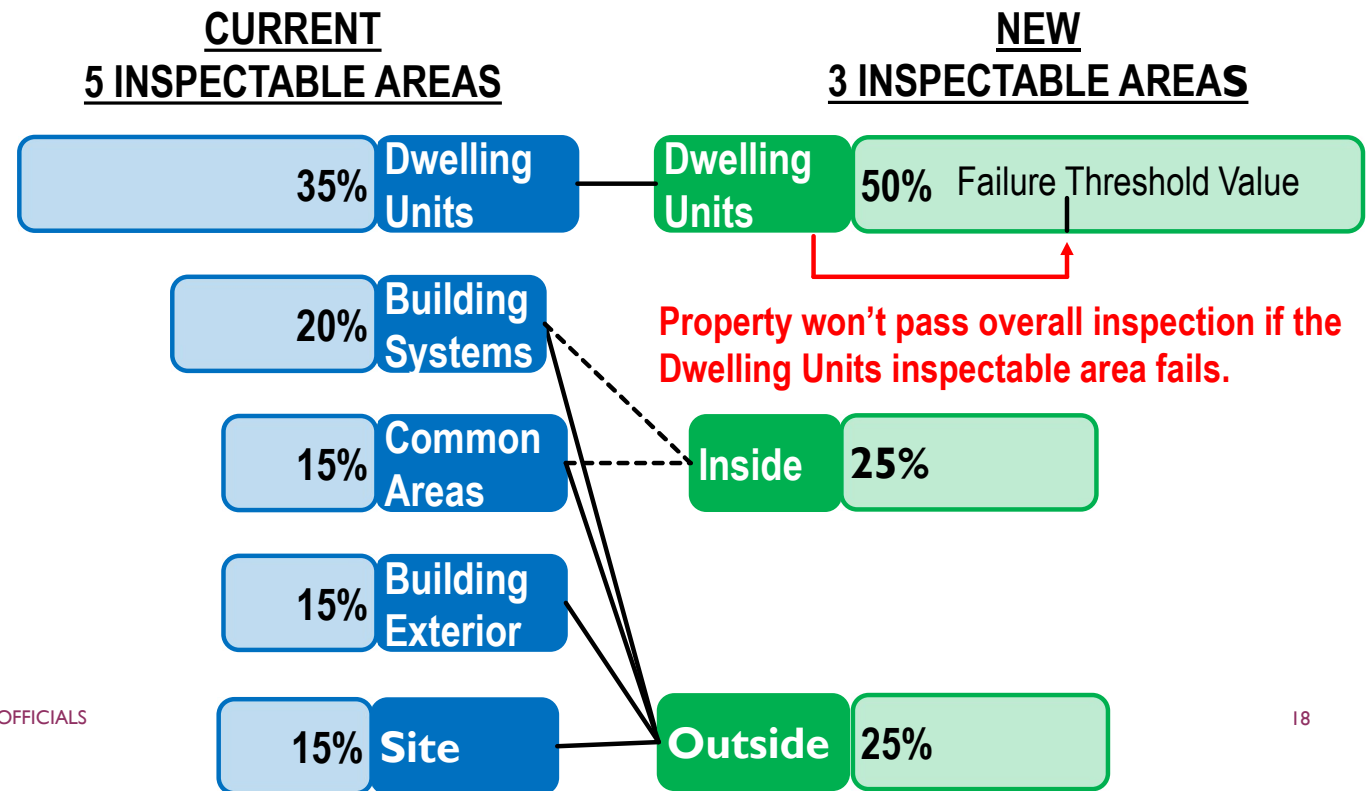 CURRENT
5 INSPECTABLE AREAS
NEW
3 INSPECTABLE AREAS
35%
Dwelling
Units
Dwelling
Units
50%
Failure Threshold Value
20%
Building
Systems
Property won’t pass overall inspection if the
Dwelling Units inspectable area fails.
15%
Common
Areas
Inside
25%
15%
Building
Exterior
15%
Site
Outside
25%
OFFICIALS
18